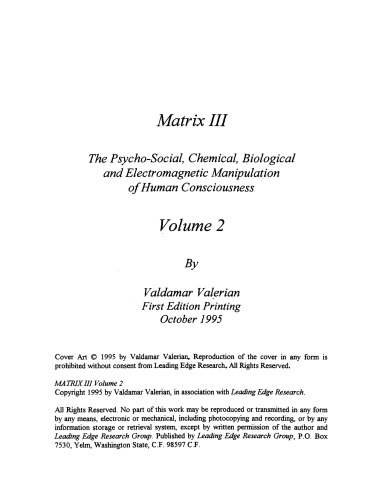 Matrix III
The Psycho-Social, Chemical, Biological
and Electromagnetic Manipulation
of Human Consciousness
Volume 2
By
Valdamar Valerian
First Edition Printing
October 1995
Cover Art © 1995 by Valdamar Valerian, Reproduction of the cover in any form is
prohibited without consent from Leading Edge Research, All Rights Reserved.
MATRIX III Volume 2
Copyright 1995 by Valdamar Valerian, in association with Leading Edge Research.
All Rights Reserved. No part of this work may be reproduced or transmitted in any form
by any means, electronic or mechanical, including photocopying and recording, or by any
information storage or retrieval system, except by written permission of the author and
Leading Edge Research Group. Published by Leading Edge Research Group, P.O. Box
7530, Yelm, Washington State, C.F. 98597 C.F.